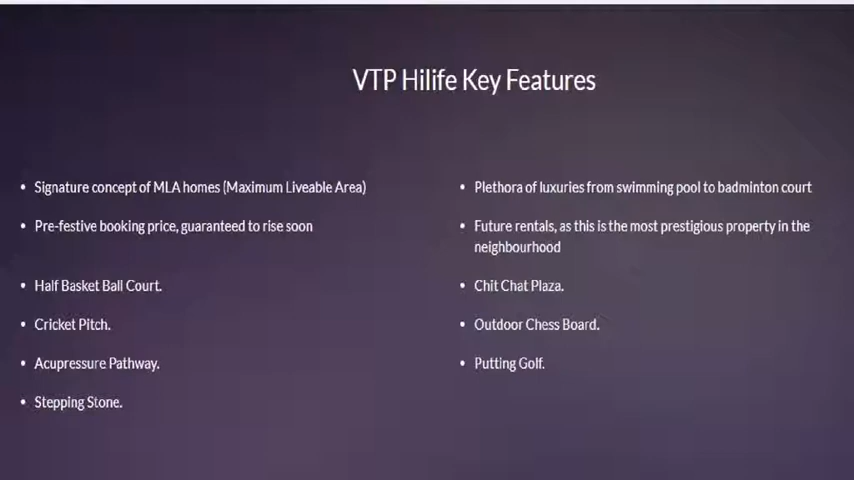 VTP Hilife Key Features
• Signature concept of MLA homes (Maximum Liveable Area)
• Pre-festive booking price, guaranteed to rise soon
• Half Basket Ball Court.
• Cricket Pitch.
• Acupressure Pathway.
• Stepping Stone.
• Plethora of luxuries from swimming pool to badminton court
• Future rentals, as this is the most prestigious property in the
neighbourhood
• Chit Chat Plaza.
• Outdoor Chess Board.
• Putting Golf.